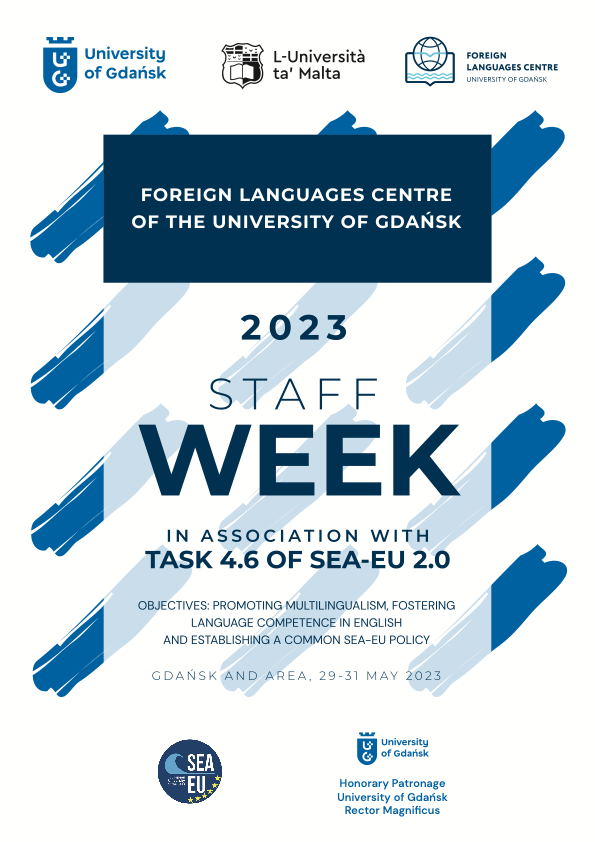 University
of Gdańsk
L-Università
ta' Malta
FOREIGN
LANGUAGES CENTRE
UNIVERSITY OF GDAŃSK
FOREIGN LANGUAGES CENTRE
OF THE UNIVERSITY OF GDAŃSK
2023
STAFF
WEEK
IN ASSOCIATION WITH
TASK 4.6 OF SEA-EU 2.0
OBJECTIVES: PROMOTING MULTILINGUALISM, FOSTERING
LANGUAGE COMPETENCE IN ENGLISH
AND ESTABLISHING A COMMON SEA-EU POLICY
GDAŃSK AND AREA, 29-31 MAY 2023
SEA
EU
University
of Gdańsk
Honorary Patronage
University of Gdańsk
Rector Magnificus